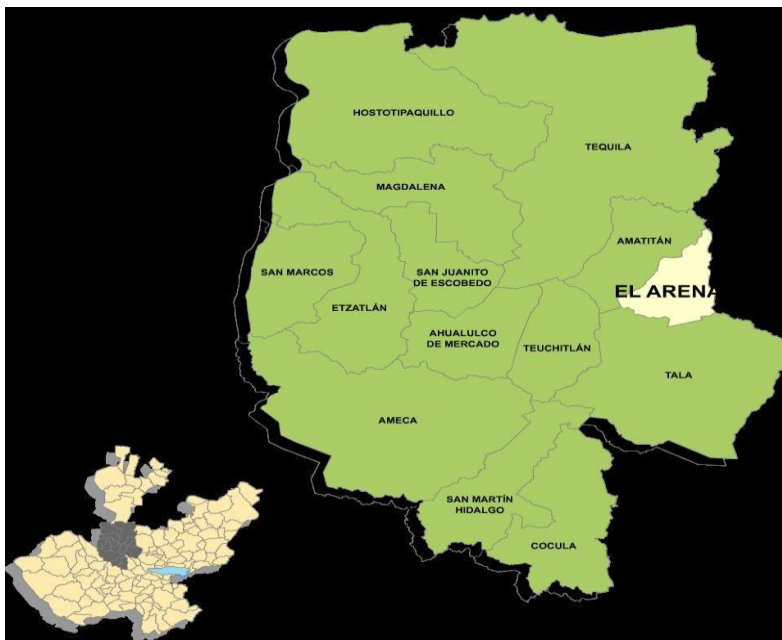 HOSTOTIPAQUILLO
TEQUILA
MAGDALENA
AMATITÁN
SAN MARCOS
SAN JUANITO
DE ESCOBEDO
EL ARENA
ETZATLÁN
AHUALULCO
DE MERCADO
TEUCHITLÁN
TALA
AMECA
SAN MARTÍN
HIDALGO
COCULA